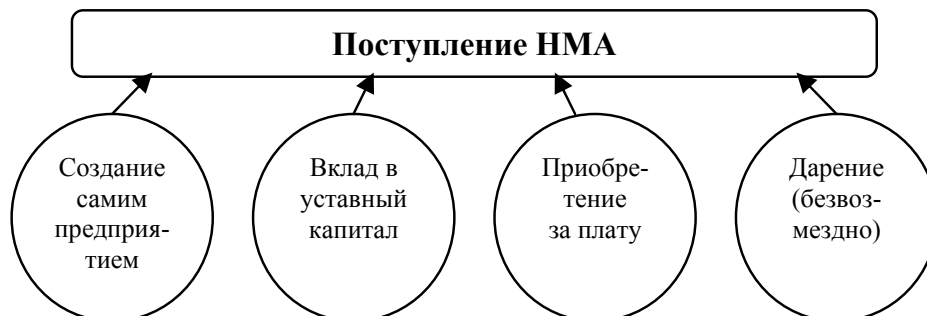 Поступление НМА
Создание
самим
предприя-
тием
Вклад в
уставный
капитал
Приобре-
тение
за плату
Дарение
(безвоз-
мездно)